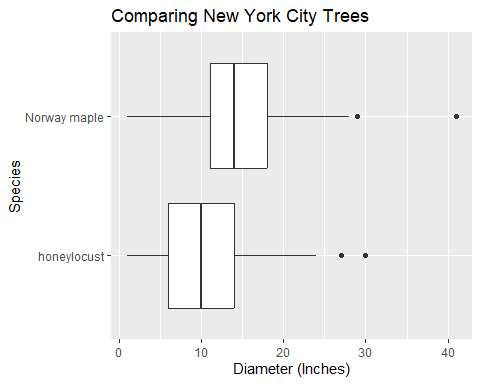 Comparing New York City Trees
Norway maple
honeylocust
Species
0 10 20 30 40
Diameter (Inches)